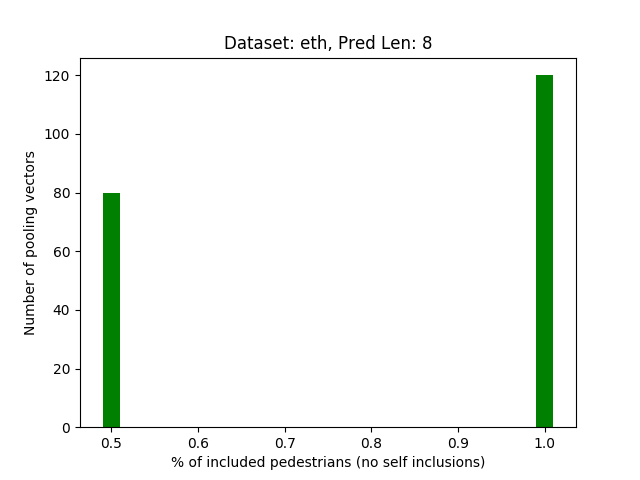 Dataset: eth, Pred Len: 8
Number of pooling vectors
120
100
80
60
40
20
0
0.5 0.6 0.7 0.8 0.9 1.0
% of included pedestrians (no self inclusions)